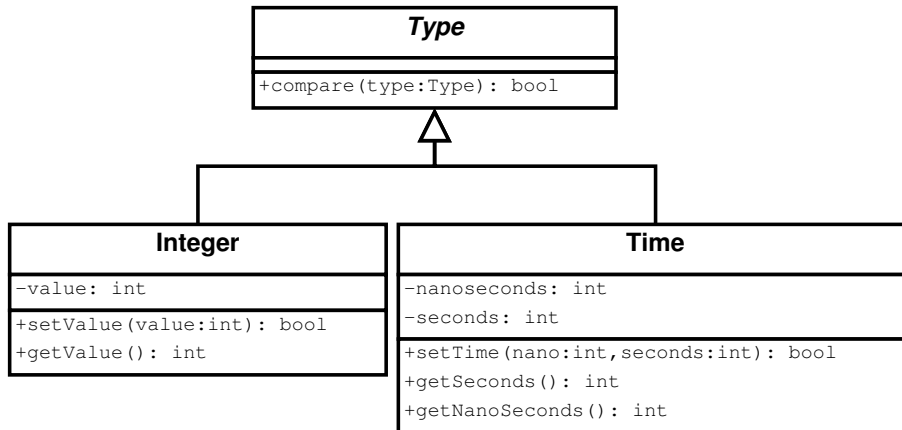 Type
+compare(type:Type): bool
Integer
-value: int
+setValue(value:int): bool
+getValue(): int
Time
-nanoseconds: int
-seconds: int
+setTime(nano:int,seconds:int): bool
+getSeconds(): int
+getNanoSeconds(): int